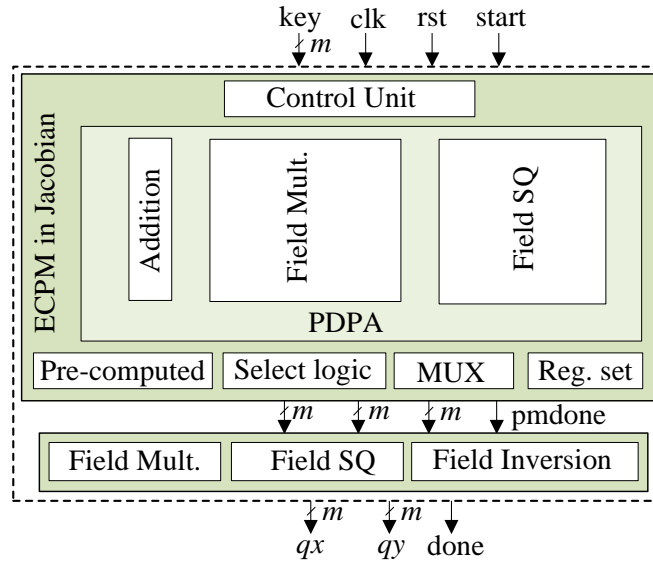 key clk rst start
m
Control Unit
ECPM in Jacobian
Addition
Field Mult.
Field SQ
PDPA
Pre-computed
Select logic
MUX
Reg. set
m m m pmdone
Field Mult.
Field SQ
Field Inversion
m m
qx qy done